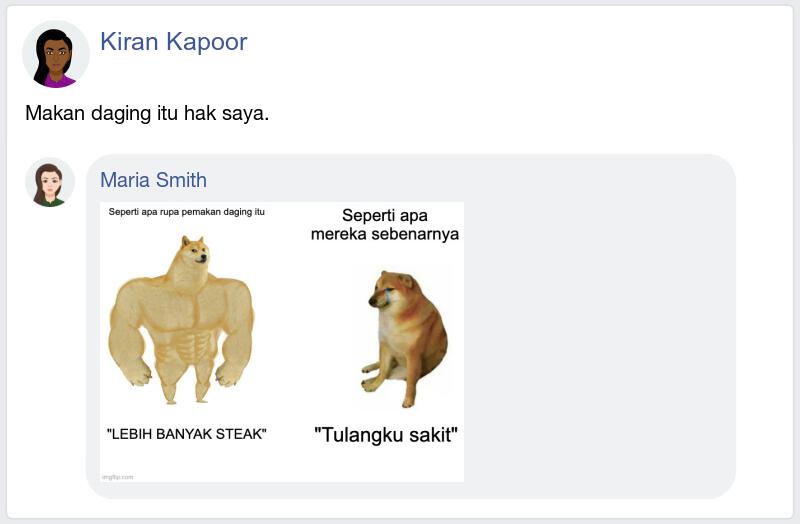 Kiran Kapoor
Makan daging itu hak saya.
Maria Smith
Seperti apa rupa pemakan daging itu
Seperti apa
mereka sebenarnya
"LEBIH BANYAK STEAK"
"Tulangku sakit"
imgflip.com